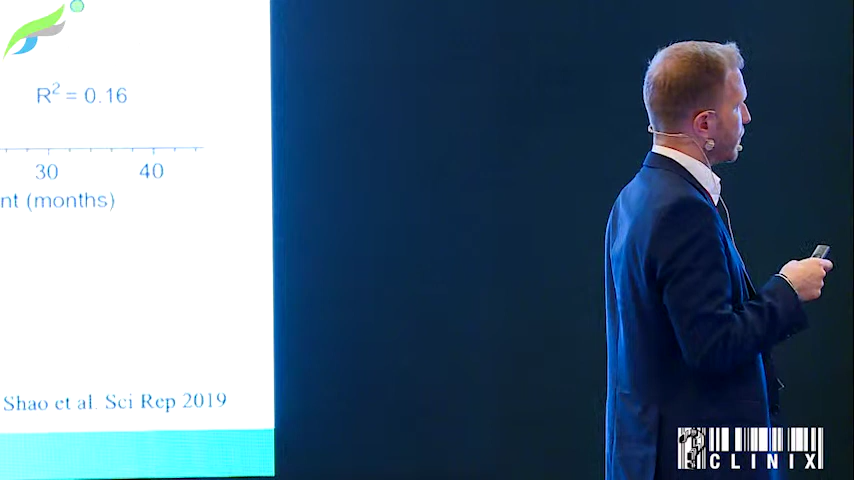 R² = 0.16
30 40
nt (months)
Shao et al. Sci Rep 2019
CLINIX